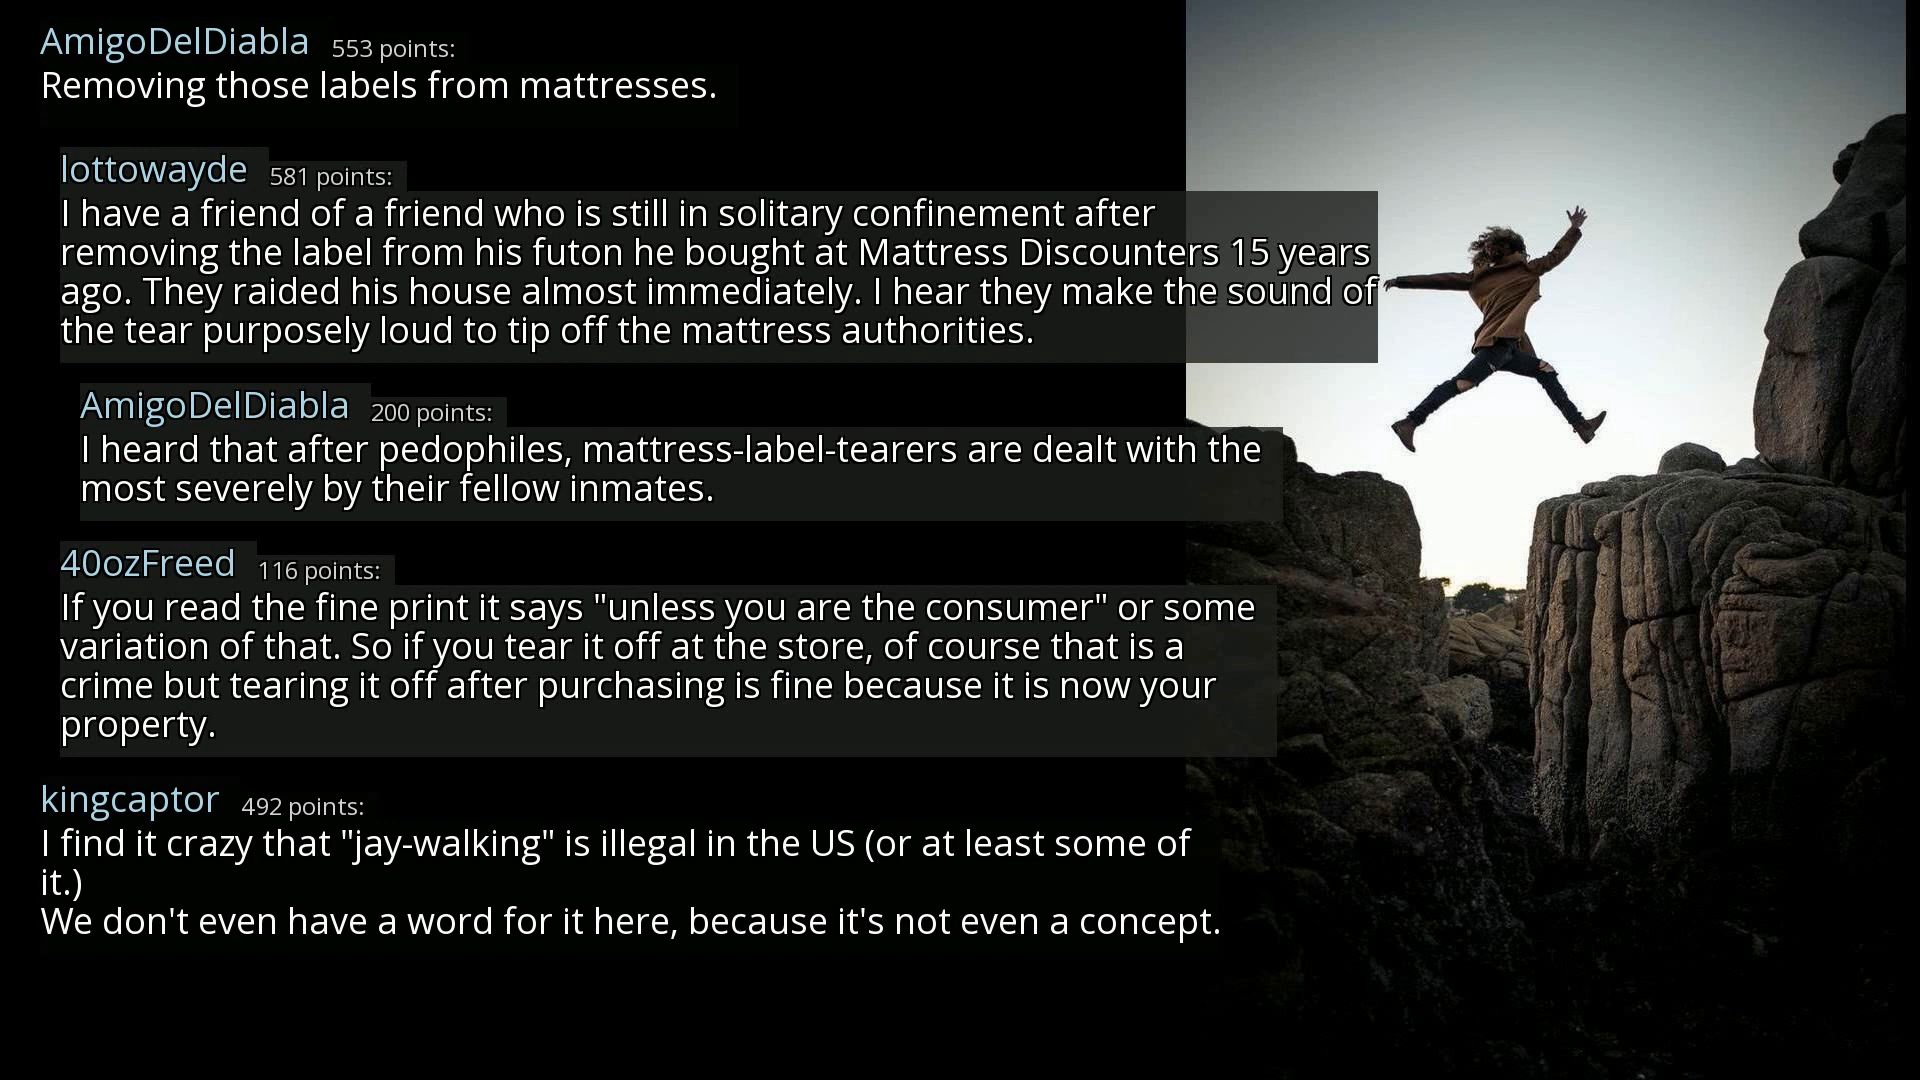 AmigoDelDiabla 553 points:
Removing those labels from mattresses.
lottowayde 581 points:
I have a friend of a friend who is still in solitary confinement after
removing the label from his futon he bought at Mattress Discounters 15 years
ago. They raided his house almost immediately. I hear they make the sound of
the tear purposely loud to tip off the mattress authorities.
AmigoDelDiabla 200 points:
I heard that after pedophiles, mattress-label-tearers are dealt with the
most severely by their fellow inmates.
40ozFreed 116 points:
If you read the fine print it says "unless you are the consumer" or some
variation of that. So if you tear it off at the store, of course that is a
crime but tearing it off after purchasing is fine because it is now your
property.
kingcaptor 492 points:
I find it crazy that "jay-walking" is illegal in the US (or at least some of
it.)
We don't even have a word for it here, because it's not even a concept.